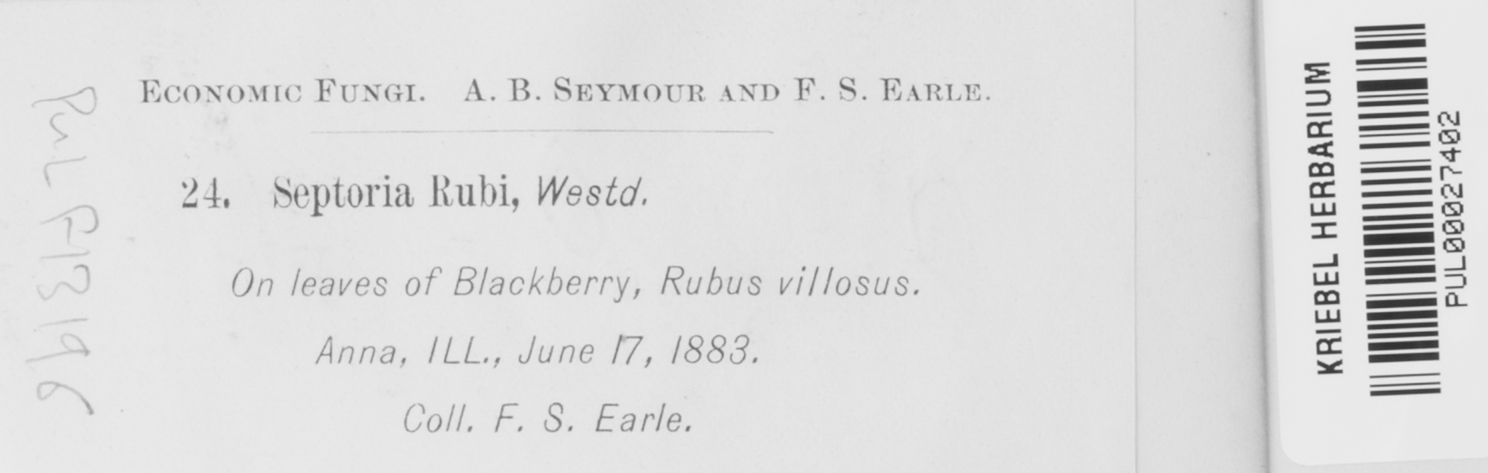 Economic Fungi. A. B. Seymour and F. S. Earle.
24. Septoria Rubi, Westd.
On leaves of Blackberry, Rubus villosus.
Anna, ILL., June 17, 1883.
Coll. F. S. Earle.
PUL F13196
KRIEBEL HERBARIUM
PUL00027402